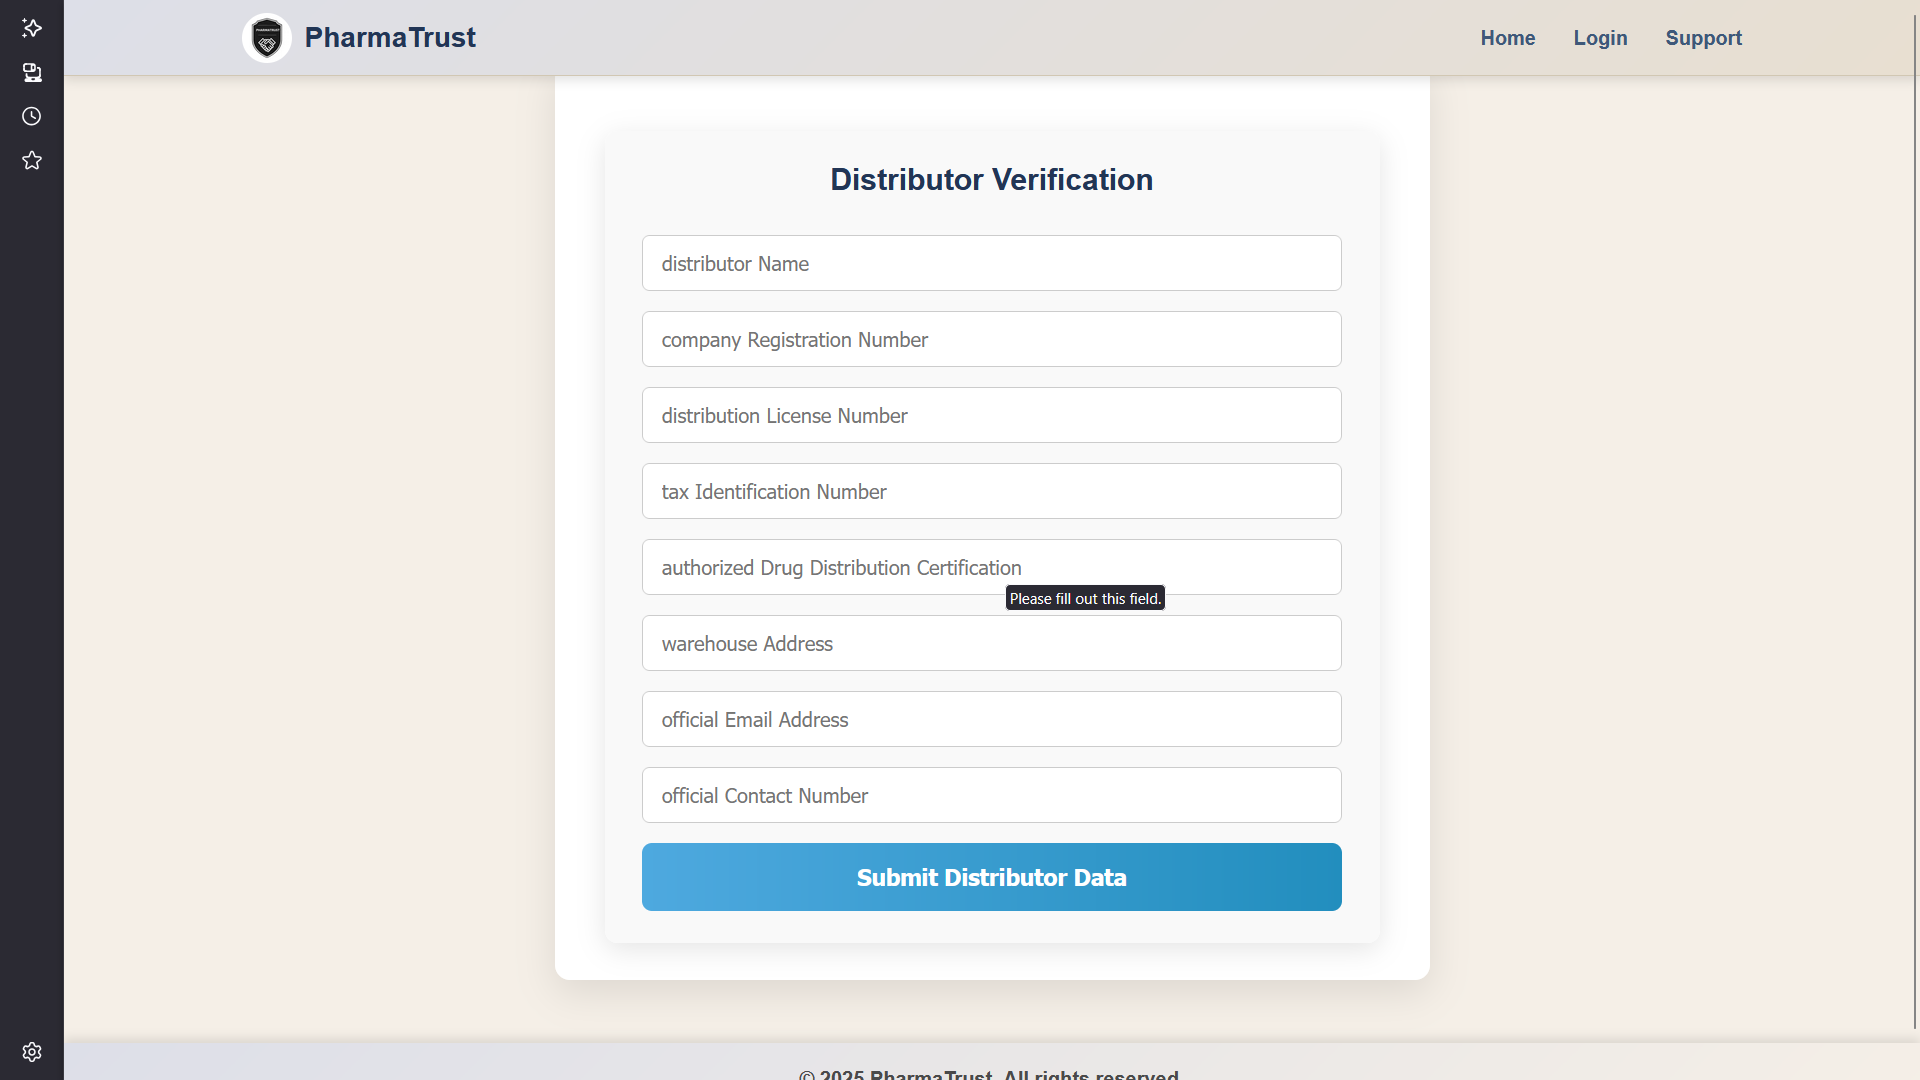 PharmaTrust
Home
Login
Support
Distributor Verification
distributor Name
company Registration Number
distribution License Number
tax Identification Number
authorized Drug Distribution Certification
Please fill out this field.
warehouse Address
official Email Address
official Contact Number
Submit Distributor Data
© 2025 PharmaTrust. All rights reserved.